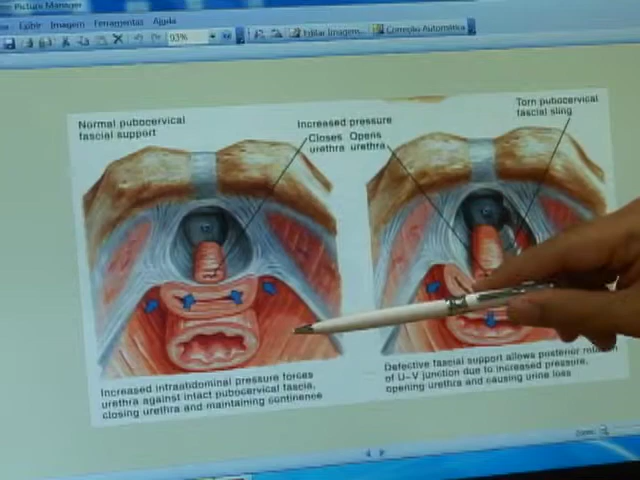 Picture Manager
Exibir Imagem Ferramentas Ajuda
93%
Editar Imagens...
Correção Automática
Normal pubocervical
fascial support
Increased pressure
Closes Opens
urethra urethra
Torn pubocervical
fascial sling
Increased intraabdominal pressure forces
urethra against intact pubocervical fascia,
closing urethra and maintaining continence
Defective fascial support allows posterior
of U–V junction due to increased pressure,
opening urethra and causing urine loss